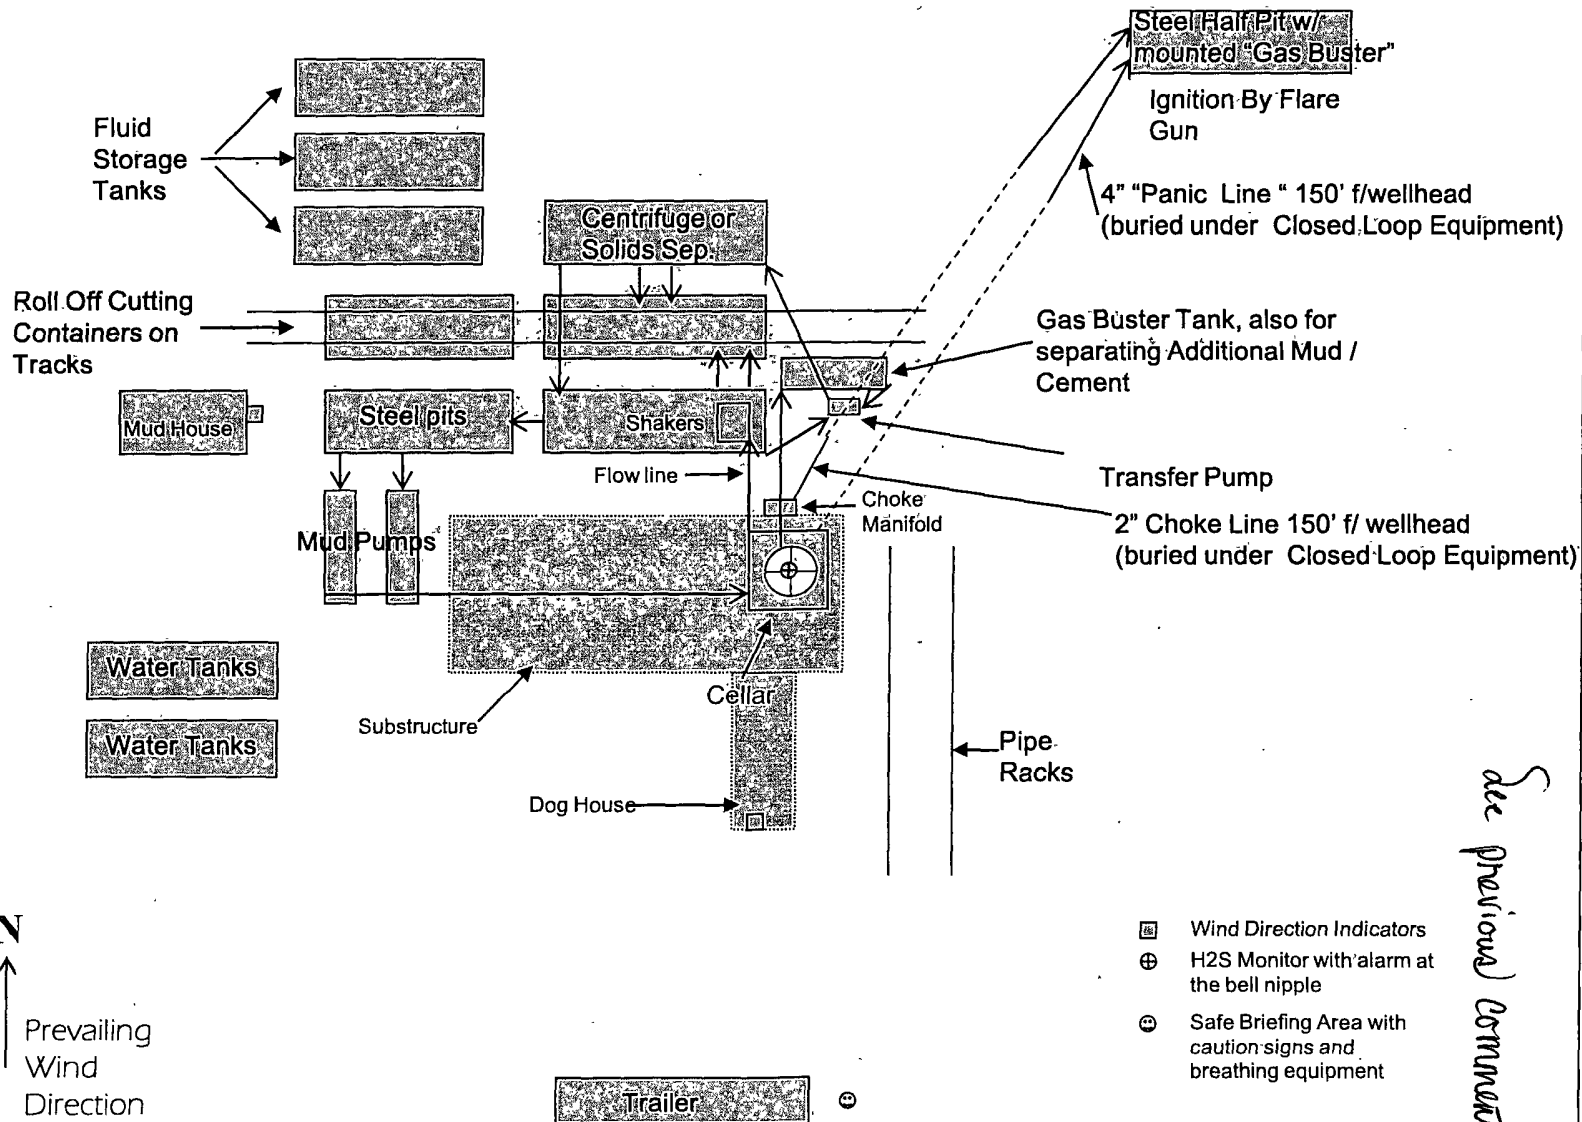 Steel Half Pit w/
mounted “Gas Buster”
Ignition By Flare
Gun
Fluid
Storage
Tanks
4” “Panic Line “ 150’ f/wellhead
(buried under Closed Loop Equipment)
Centrifuge or
Solids Sep.
Roll Off Cutting
Containers on
Tracks
Gas Buster Tank, also for
separating Additional Mud /
Cement
Mud House
Steel pits
Shakers
Flow line
Transfer Pump
Choke
Manifold
2” Choke Line 150’ f/ wellhead
(buried under Closed Loop Equipment)
Mud Pumps
Water Tanks
Cellar
Substructure
Water Tanks
Pipe
Racks
Dog House
See previous Comment
N
Prevailing
Wind
Direction
Wind Direction Indicators
H2S Monitor with alarm at
the bell nipple
Safe Briefing Area with
caution signs and
breathing equipment
Trailer